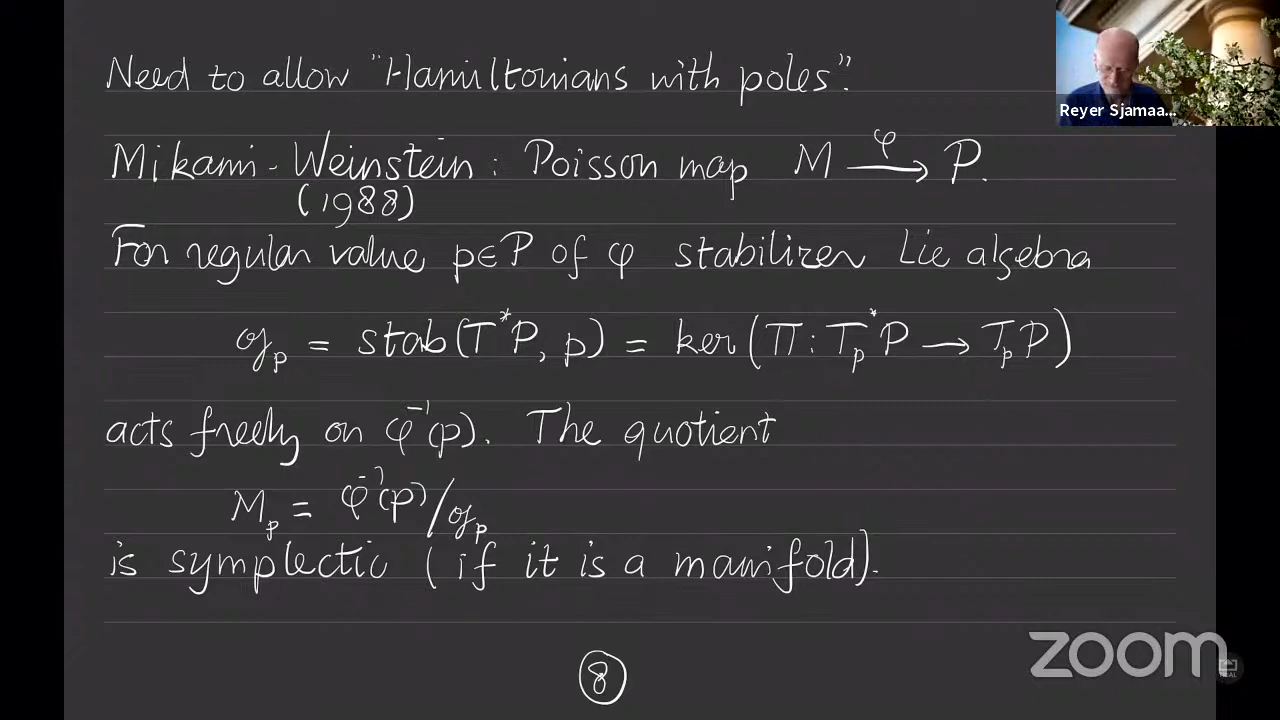 Need to allow "Hamiltonians with poles".
Reyer Sjamaa...
Mikami-Weinstein: Poisson map M →^φ P.
(1988)
For regular value p∈P of φ stabilizer Lie algebra
𝔤_p = stab(T*P, p) = ker(Π: T_p*P → T_pP)
acts freely on φ⁻¹(p). The quotient
M_p = φ⁻¹(p)/𝔤_p
is symplectic (if it is a manifold).
zoom
8